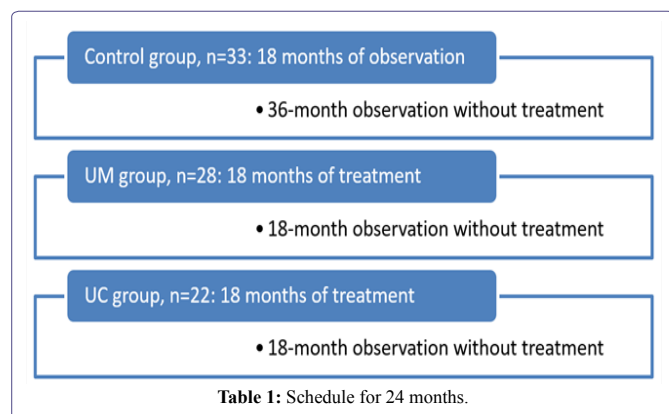 Control group, n=33: 18 months of observation
• 36-month observation without treatment
UM group, n=28: 18 months of treatment
• 18-month observation without treatment
UC group, n=22: 18 months of treatment
• 18-month observation without treatment
Table 1: Schedule for 24 months.